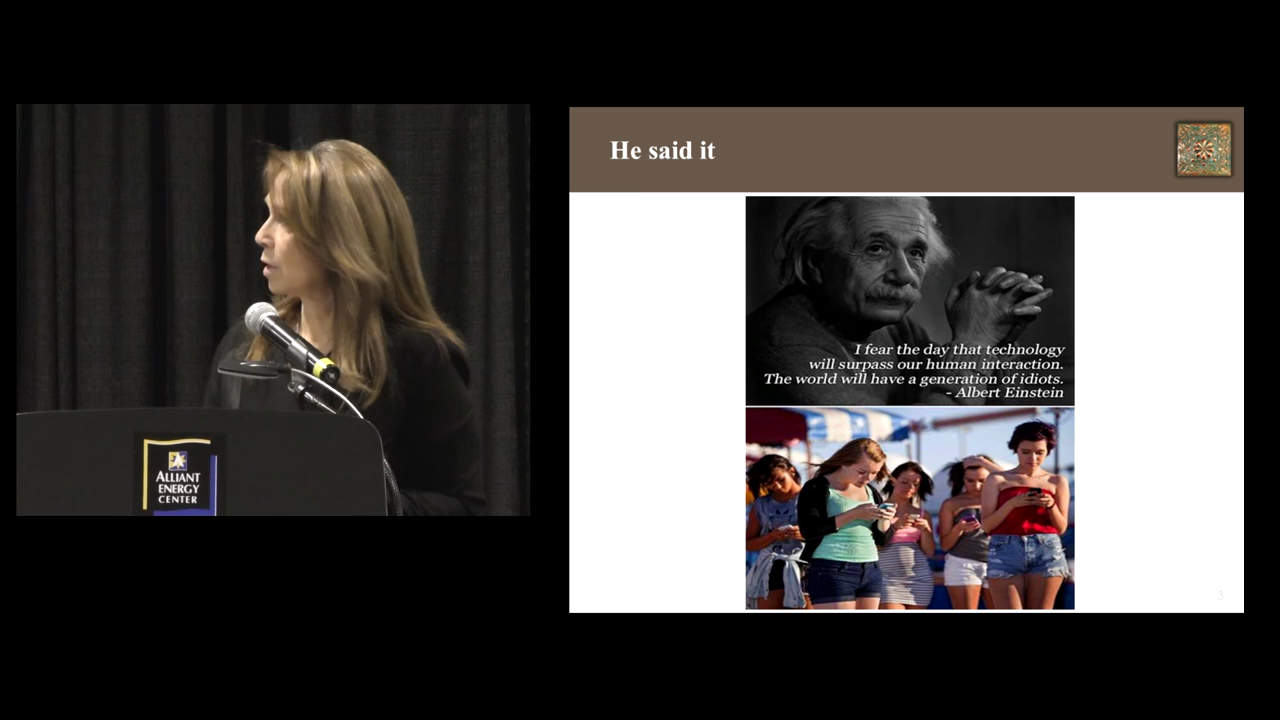 He said it
I fear the day that technology
will surpass our human interaction.
The world will have a generation of idiots.
- Albert Einstein
ALLIANT
ENERGY
CENTER
3